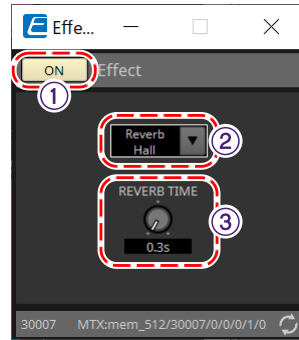 Effe...
ON Effect
①
Reverb
Hall
②
REVERB TIME
③
0.3s
30007 MTX:mem_512/30007/0/0/0/1/0